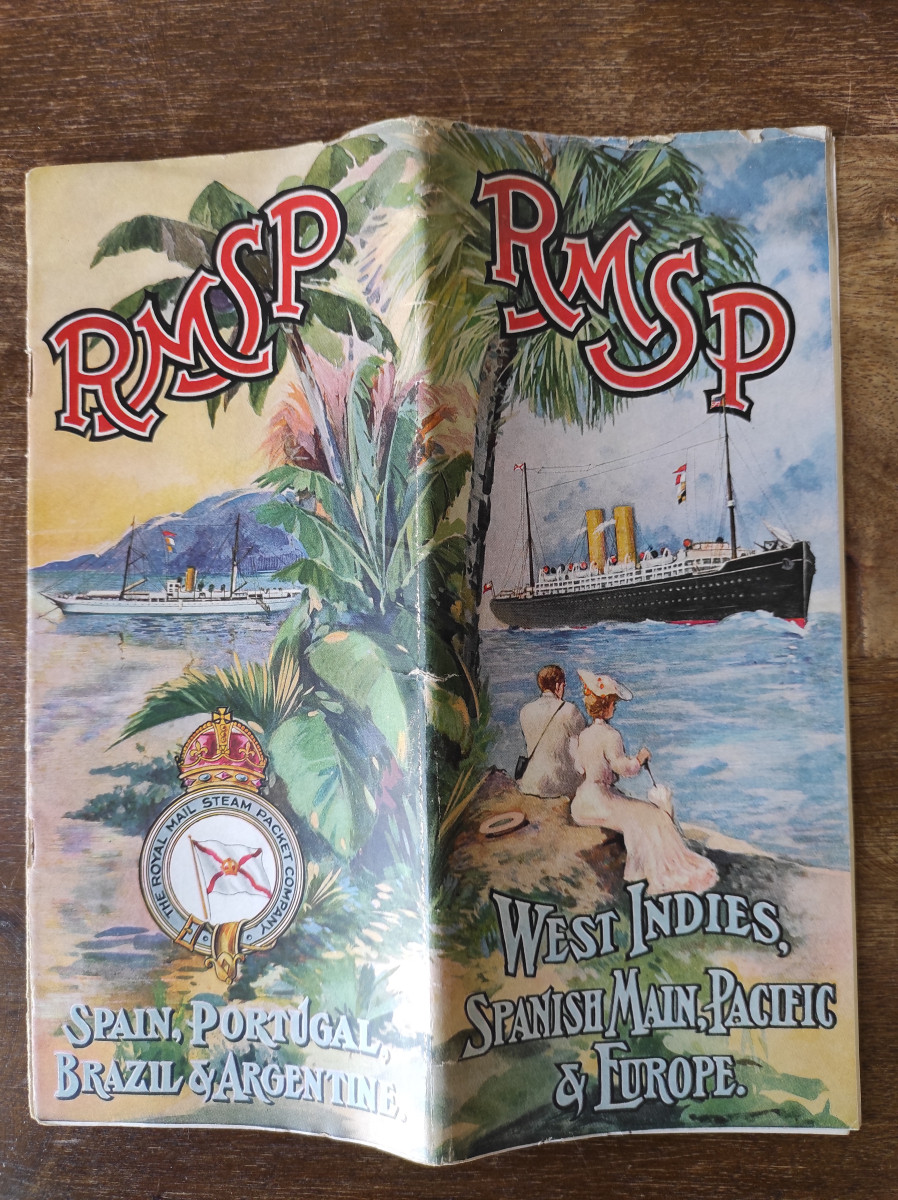 RMSP
THE ROYAL MAIL STEAM PACKET COMPANY
SPAIN, PORTUGAL,
BRAZIL & ARGENTINE.
RMSP
WEST INDIES,
SPANISH MAIN, PACIFIC
& EUROPE.